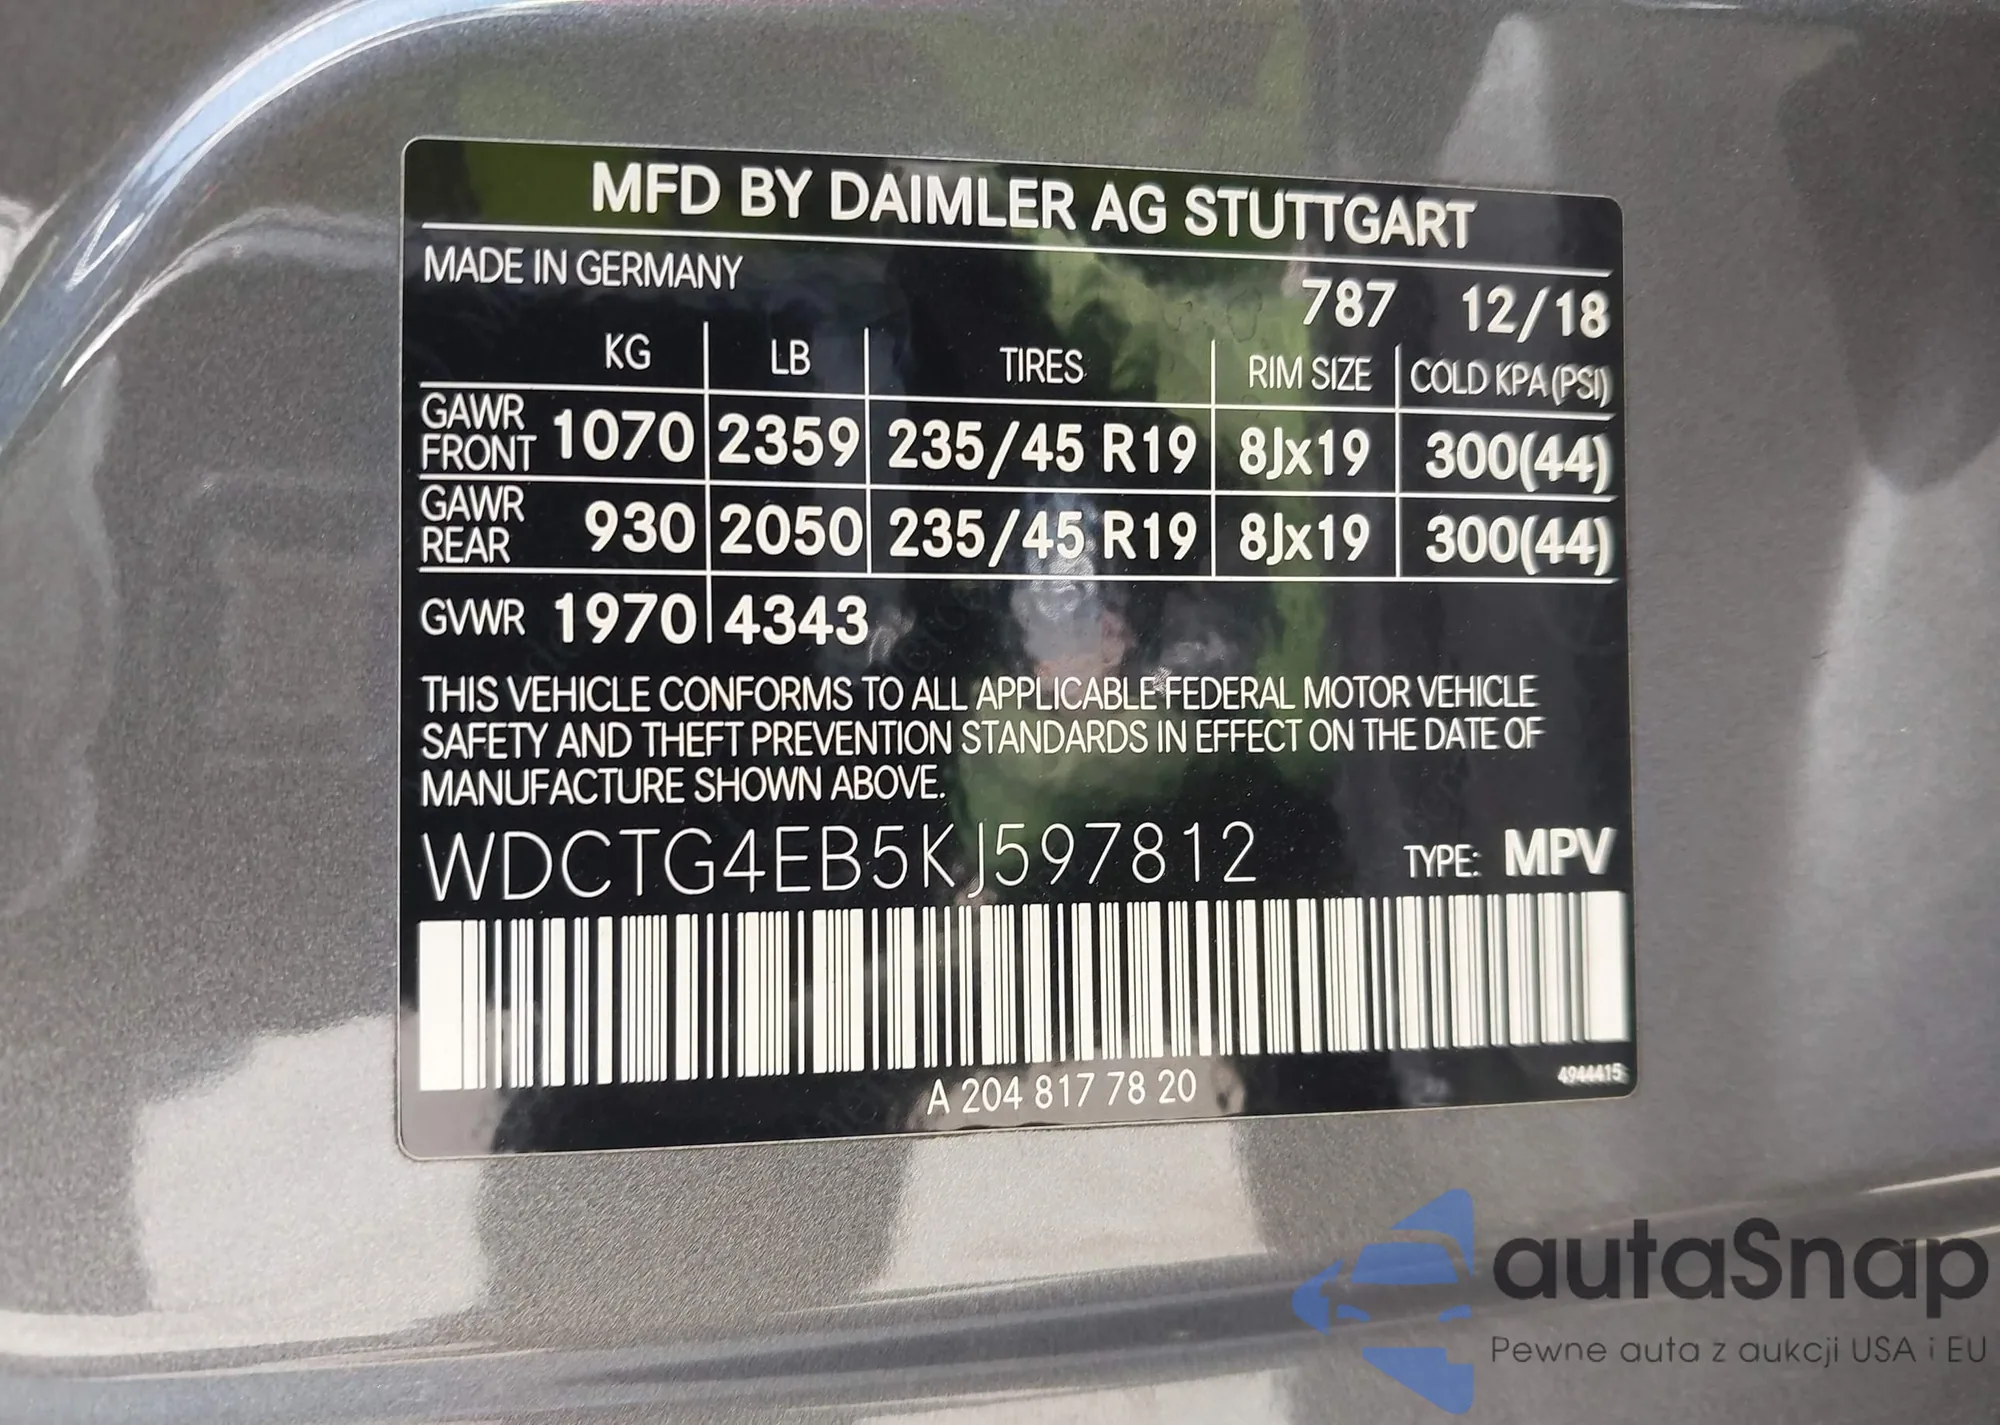 MFD BY DAIMLER AG STUTTGART
MADE IN GERMANY
787 12/18
KG LB TIRES RIM SIZE COLD KPA (PSI)
GAWR FRONT 1070 2359 235/45 R19 8Jx19 300(44)
GAWR REAR 930 2050 235/45 R19 8Jx19 300(44)
GVWR 1970 4343
THIS VEHICLE CONFORMS TO ALL APPLICABLE FEDERAL MOTOR VEHICLE
SAFETY AND THEFT PREVENTION STANDARDS IN EFFECT ON THE DATE OF
MANUFACTURE SHOWN ABOVE.
WDCTG4EB5KJ597812 TYPE: MPV
A 204 817 78 20
4944415
autaSnap
Pewne auta z aukcji USA i EU